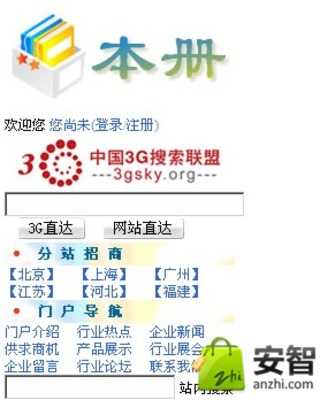 本册
欢迎您 您尚未(登录/注册)
3G 中国3G搜索联盟
---3gsky.org---
3G直达 网站直达
• 分站招商
【北京】 【上海】 【广州】
【江苏】 【河北】 【福建】
• 门户导航
门户介绍 行业热点 企业新闻
供求商机 产品展示 行业展会
企业留言 行业论坛 联系我
站内搜索
zhi 安智
anzhi.com